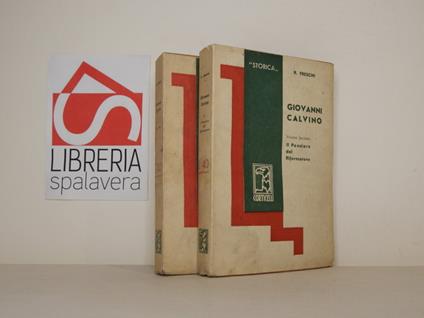 LIBRERIA
spalavera
"STORICA"
R. FRESCHI
GIOVANNI
CALVINO
Volume Secondo
Il Pensiero
del
Riformatore
CORTICELLI